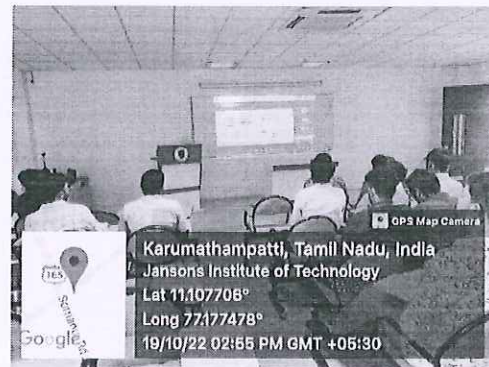 GPS Map Camera
Karumathampatti, Tamil Nadu, India
Jansons Institute of Technology
Lat 11.107706°
Long 77.177478°
19/10/22 02:55 PM GMT +05:30
Google